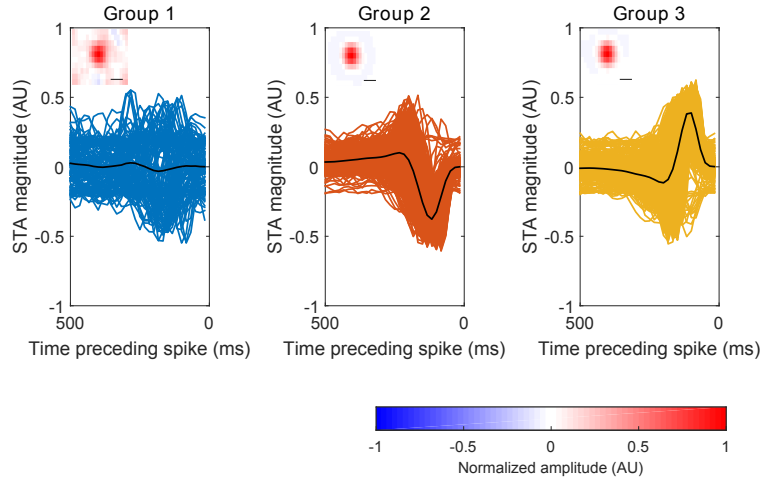 Group 1
Group 2
Group 3
STA magnitude (AU)
1
0.5
0
-0.5
-1
500
0
Time preceding spike (ms)
STA magnitude (AU)
1
0.5
0
-0.5
-1
500
0
Time preceding spike (ms)
STA magnitude (AU)
1
0.5
0
-0.5
-1
500
0
Time preceding spike (ms)
-1
-0.5
0
0.5
1
Normalized amplitude (AU)